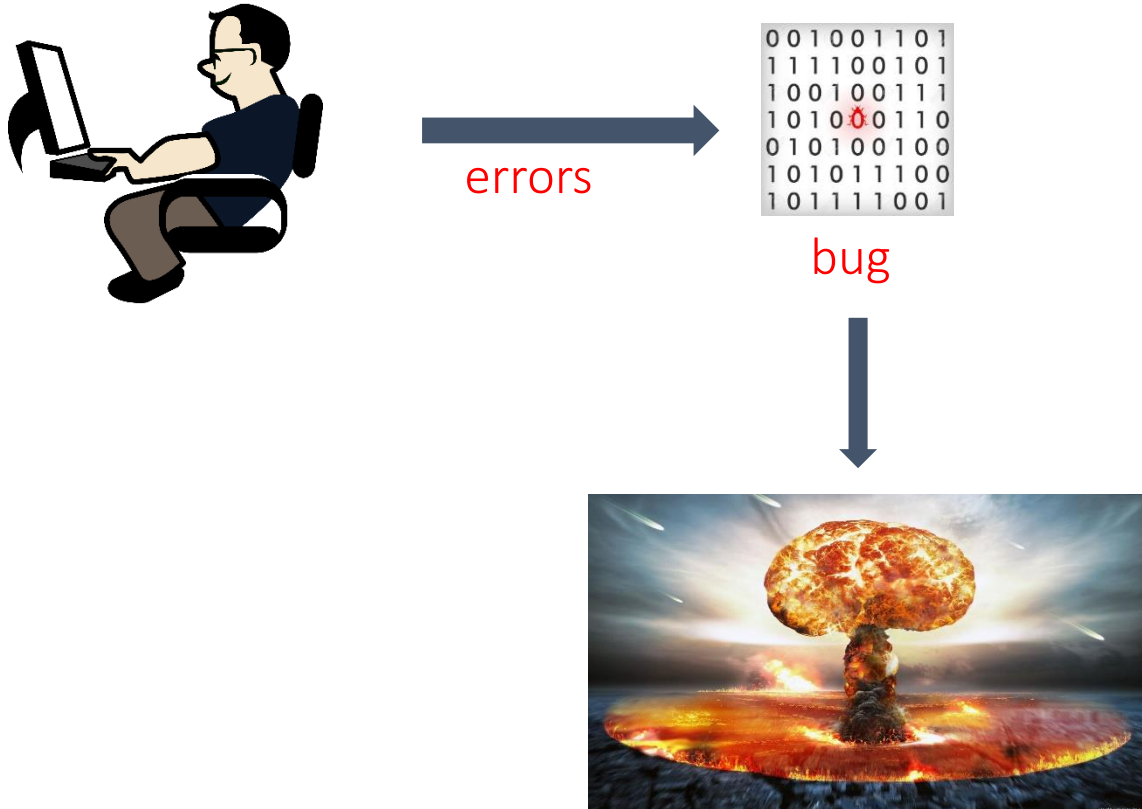 errors
0 0 1 0 0 1 1 0 1
1 1 1 1 0 0 1 0 1
1 0 0 1 0 0 1 1 1
1 0 1 0 0 0 1 1 0
0 1 0 1 0 0 1 0 0
1 0 1 0 1 1 1 0 0
1 0 1 1 1 1 0 0 1
bug